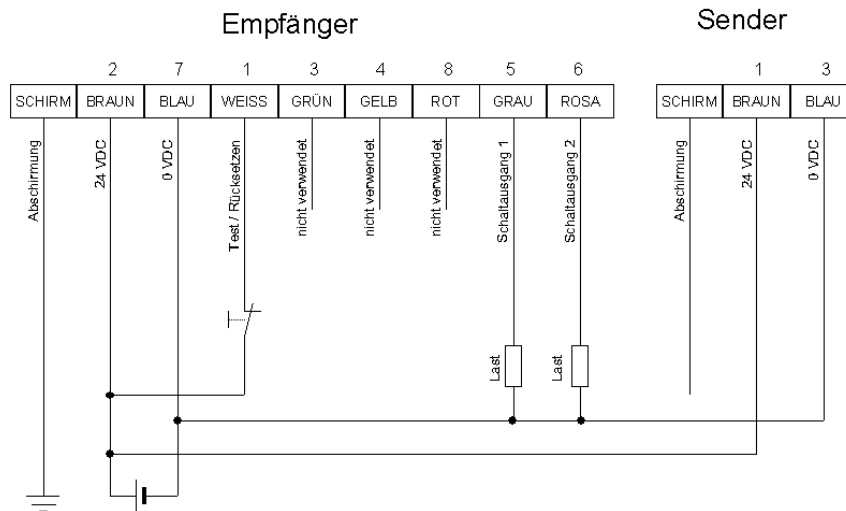 Empfänger
Sender
2 7 1 3 4 8 5 6
1 3
SCHIRM BRAUN BLAU WEISS GRÜN GELB ROT GRAU ROSA
SCHIRM BRAUN BLAU
Abschirmung
24 VDC
0 VDC
Test / Rücksetzen
nicht verwendet
nicht verwendet
nicht verwendet
Schaltausgang 1
Schaltausgang 2
Abschirmung
24 VDC
0 VDC
Last
Last